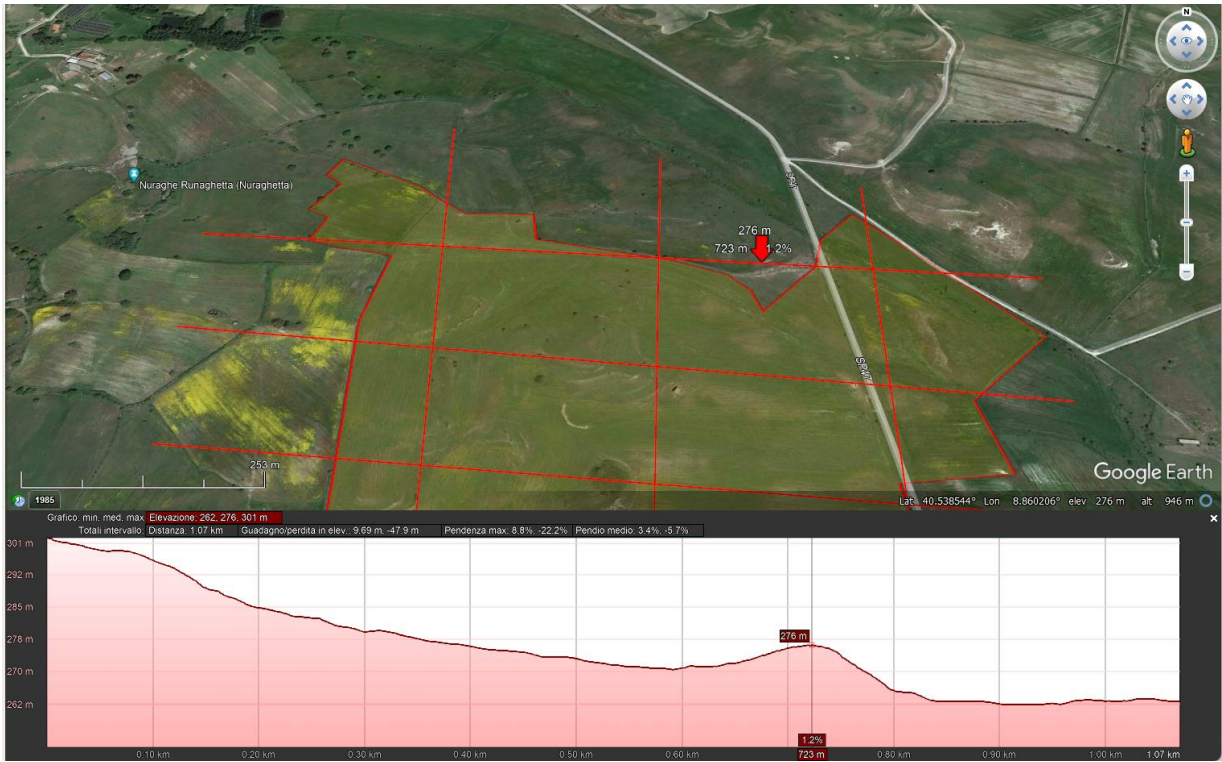 N
Nuraghe Runaghetta (Nuraghetta)
276 m
723 m 1.2%
253 m
Google Earth
1985
Lat 40.538544° Lon 8.860206° elev 276 m alt 946 m
Grafico: min. med. max Elevazione: 262, 276, 301 m
Totali intervallo: Distanza: 1.07 km Guadagno/perdita in elev.: 9.69 m, -47.9 m Pendenza max: 8.8%, -22.2% Pendio medio: 3.4%, -5.7%
301 m
292 m
285 m
278 m
276 m
270 m
262 m
1.2%
0.10 km 0.20 km 0.30 km 0.40 km 0.50 km 0.60 km 723 m 0.80 km 0.90 km 1.00 km 1.07 km